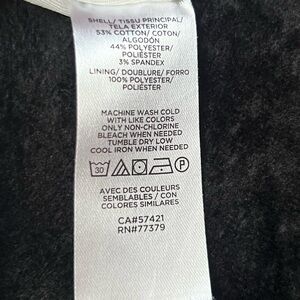 SHELL/ TISSU PRINCIPAL/
TELA EXTERIOR
53% COTTON/ COTON/
ALGODÓN
44% POLYESTER/
POLIÉSTER
3% SPANDEX
LINING/ DOUBLURE/ FORRO
100% POLYESTER/
POLIÉSTER
MACHINE WASH COLD
WITH LIKE COLORS
ONLY NON-CHLORINE
BLEACH WHEN NEEDED
TUMBLE DRY LOW
COOL IRON WHEN NEEDED
30 P
AVEC DES COULEURS
SEMBLABLES / CON
COLORES SIMILARES
CA#57421
RN#77379